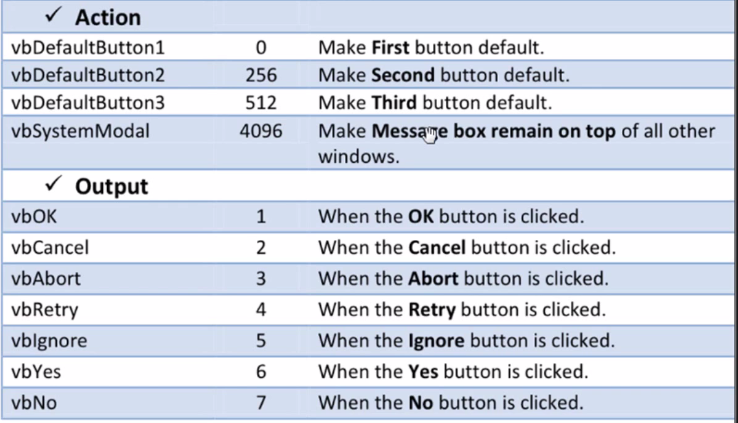 ✓ Action
vbDefaultButton1 0 Make First button default.
vbDefaultButton2 256 Make Second button default.
vbDefaultButton3 512 Make Third button default.
vbSystemModal 4096 Make Message box remain on top of all other
windows.
✓ Output
vbOK 1 When the OK button is clicked.
vbCancel 2 When the Cancel button is clicked.
vbAbort 3 When the Abort button is clicked.
vbRetry 4 When the Retry button is clicked.
vbIgnore 5 When the Ignore button is clicked.
vbYes 6 When the Yes button is clicked.
vbNo 7 When the No button is clicked.